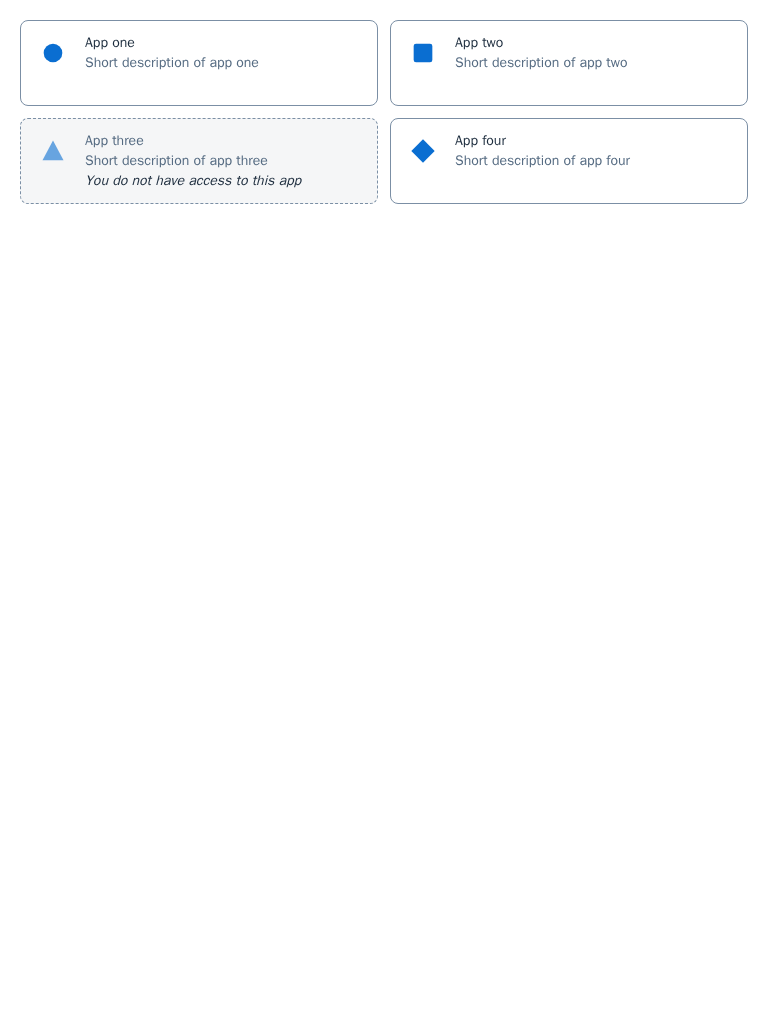 App one
Short description of app one
App two
Short description of app two
App three
Short description of app three
You do not have access to this app
App four
Short description of app four